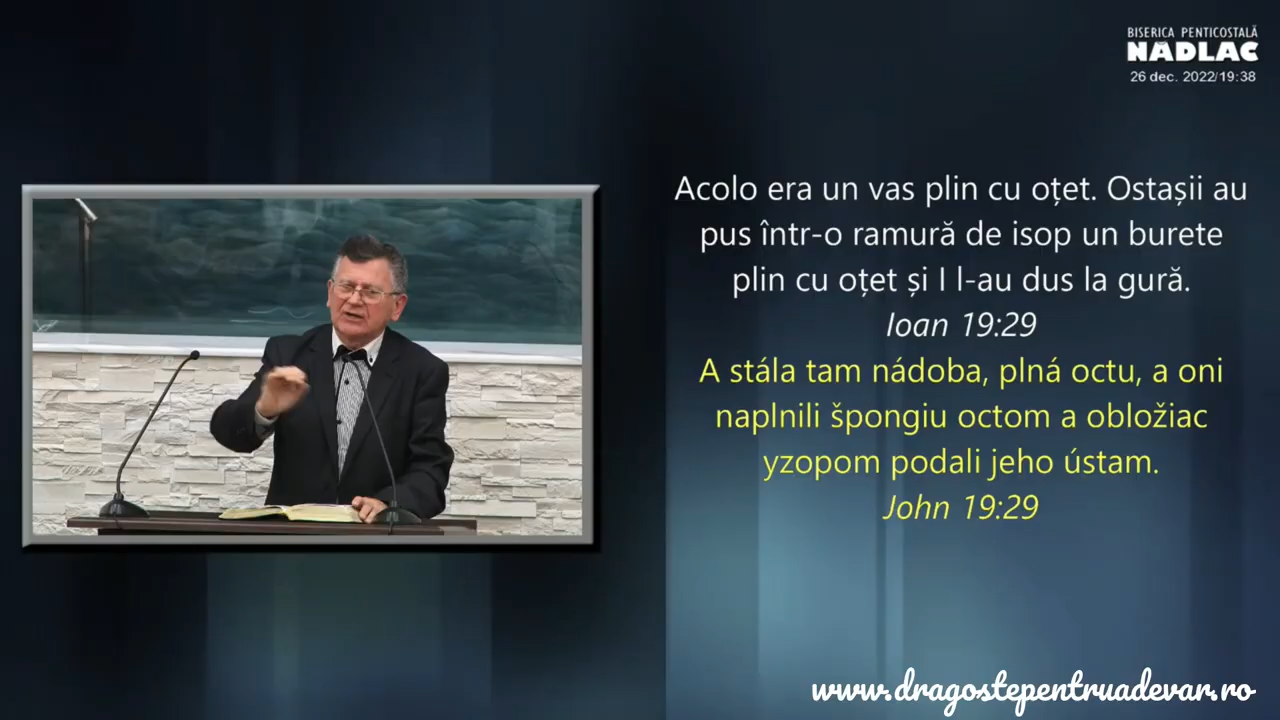 BISERICA PENTICOSTALĂ
NĂDLAC
26 dec. 2022/19:38
Acolo era un vas plin cu oțet. Ostașii au
pus într-o ramură de isop un burete
plin cu oțet și I l-au dus la gură.
Ioan 19:29
A stála tam nádoba, plná octu, a oni
naplnili špongiu octom a obložiac
yzopom podali jeho ústam.
John 19:29
www.dragostepentruadevar.ro